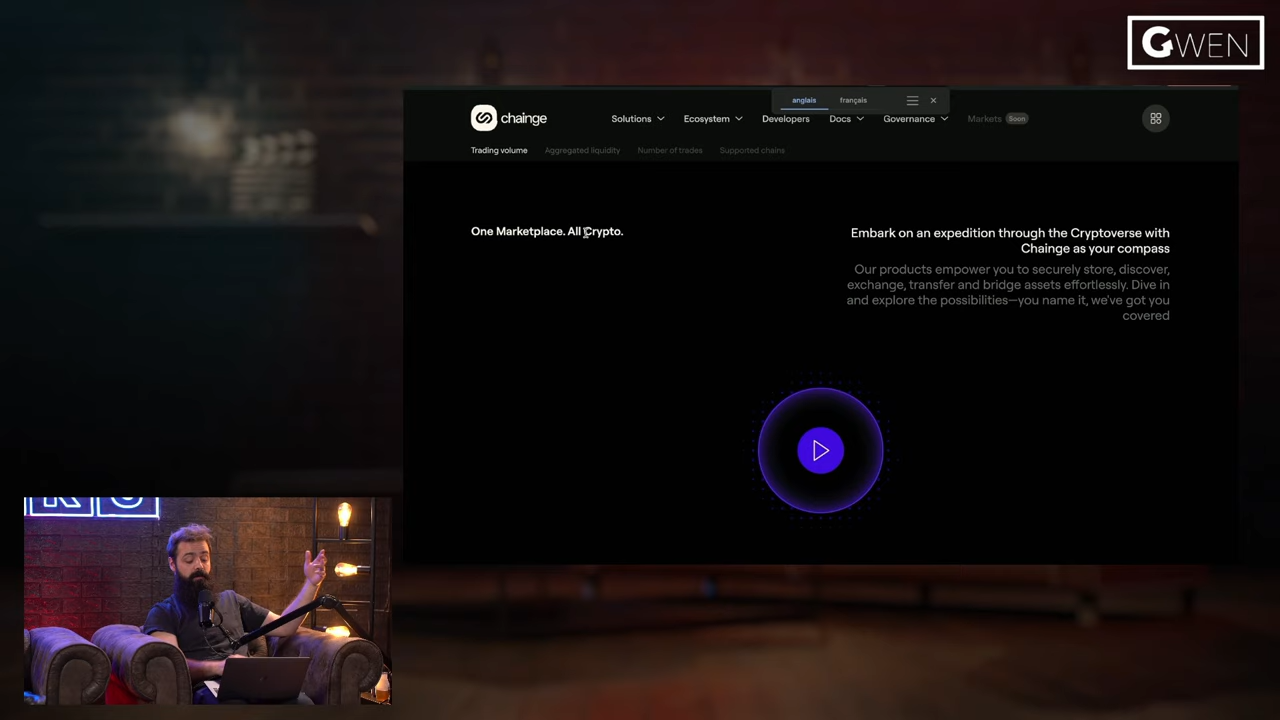 GWEN
anglais français
chainge Solutions Ecosystem Developers Docs Governance Markets Soon
Trading volume Aggregated liquidity Number of trades Supported chains
One Marketplace. All Crypto.
Embark on an expedition through the Cryptoverse with
Chainge as your compass
Our products empower you to securely store, discover,
exchange, transfer and bridge assets effortlessly. Dive in
and explore the possibilities—you name it, we've got you
covered